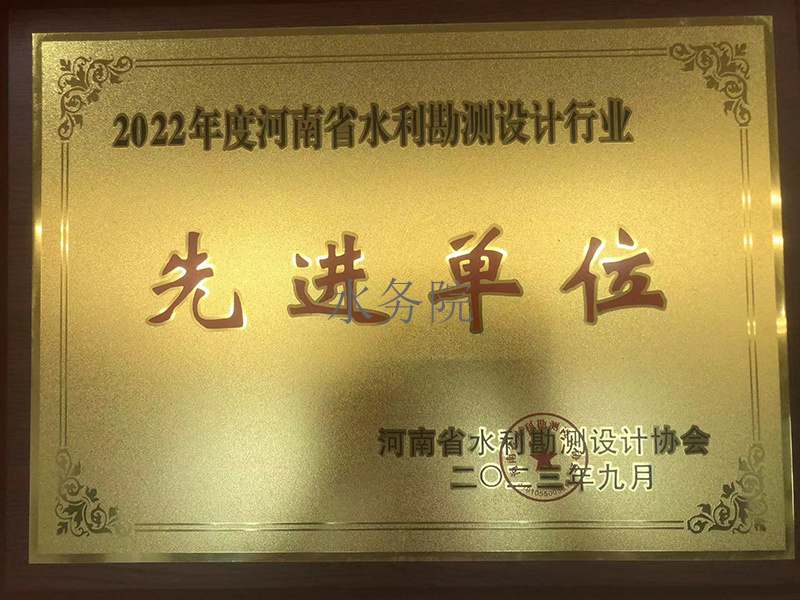 2022年度河南省水利勘测设计行业
先进单位
水务院
河南省水利勘测设计协会
二〇二三年九月